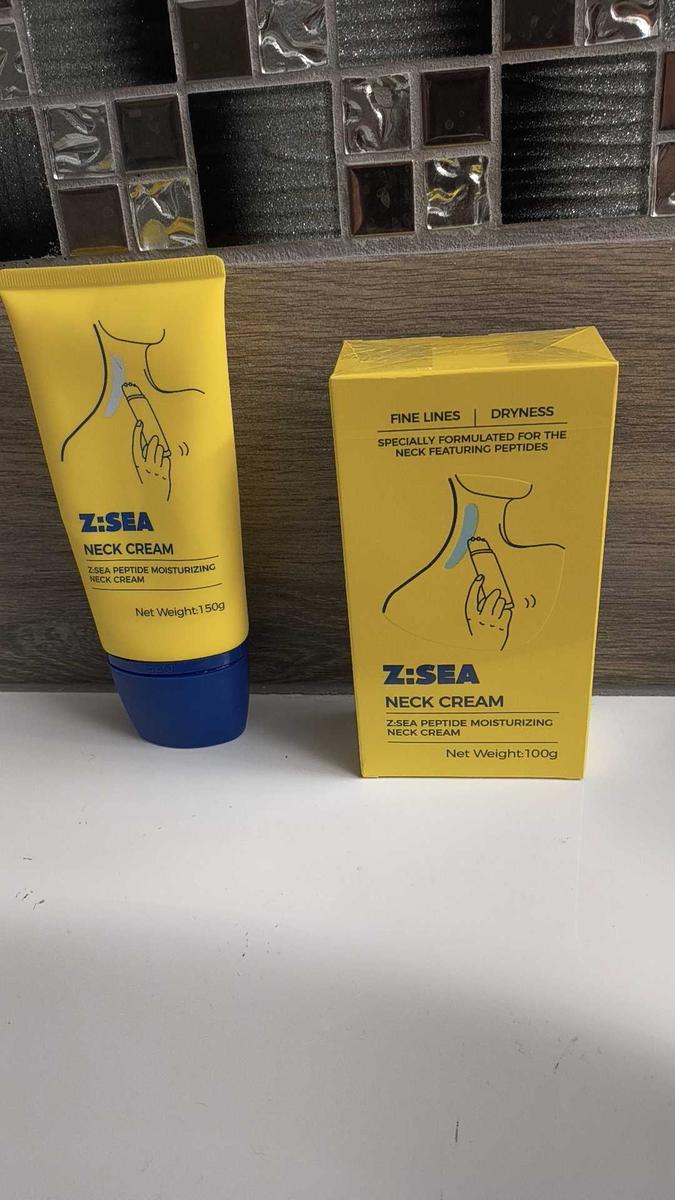 Z:SEA
NECK CREAM
Z:SEA PEPTIDE MOISTURIZING
NECK CREAM
Net Weight:150g
FINE LINES | DRYNESS
SPECIALLY FORMULATED FOR THE
NECK FEATURING PEPTIDES
Z:SEA
NECK CREAM
Z:SEA PEPTIDE MOISTURIZING
NECK CREAM
Net Weight:100g